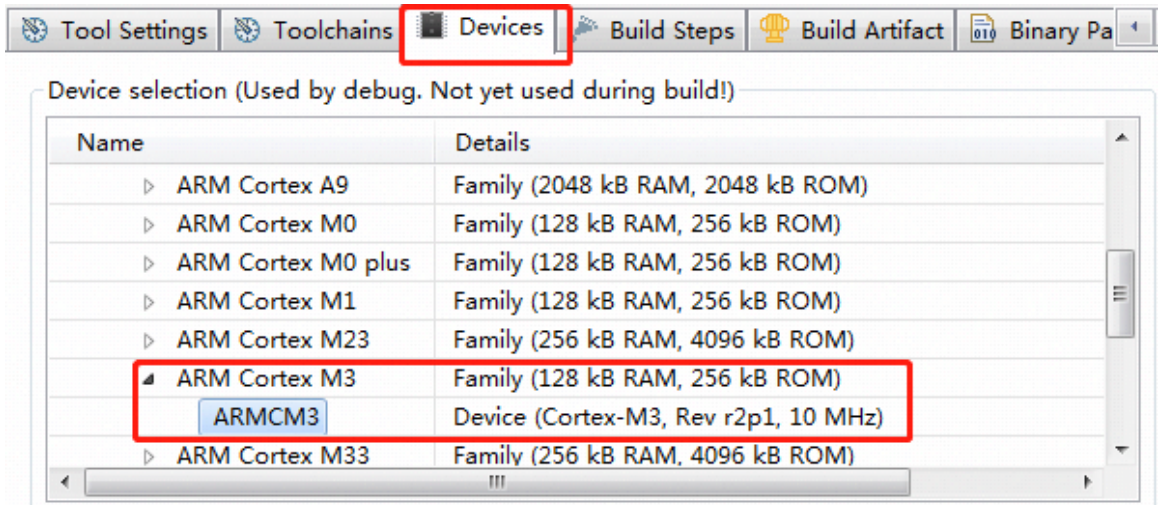 Tool Settings Toolchains Devices Build Steps Build Artifact Binary Pa
Device selection (Used by debug. Not yet used during build!)
Name Details
ARM Cortex A9 Family (2048 kB RAM, 2048 kB ROM)
ARM Cortex M0 Family (128 kB RAM, 256 kB ROM)
ARM Cortex M0 plus Family (128 kB RAM, 256 kB ROM)
ARM Cortex M1 Family (128 kB RAM, 256 kB ROM)
ARM Cortex M23 Family (256 kB RAM, 4096 kB ROM)
ARM Cortex M3 Family (128 kB RAM, 256 kB ROM)
ARMCM3 Device (Cortex-M3, Rev r2p1, 10 MHz)
ARM Cortex M33 Family (256 kB RAM, 4096 kB ROM)